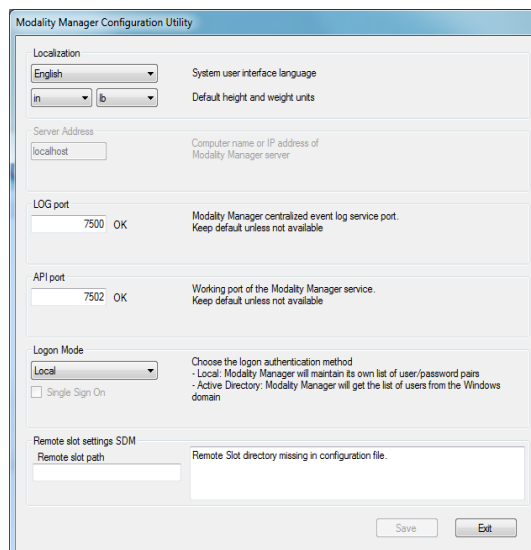 Modality Manager Configuration Utility
Localization
English
System user interface language
in
lb
Default height and weight units
Server Address
localhost
Computer name or IP address of
Modality Manager server
LOG port
7500 OK
Modality Manager centralized event log service port.
Keep default unless not available
API port
7502 OK
Working port of the Modality Manager service.
Keep default unless not available
Logon Mode
Local
Single Sign On
Choose the logon authentication method
- Local: Modality Manager will maintain its own list of user/password pairs
- Active Directory: Modality Manager will get the list of users from the Windows
domain
Remote slot settings SDM
Remote slot path
Remote Slot directory missing in configuration file.
Save
Exit